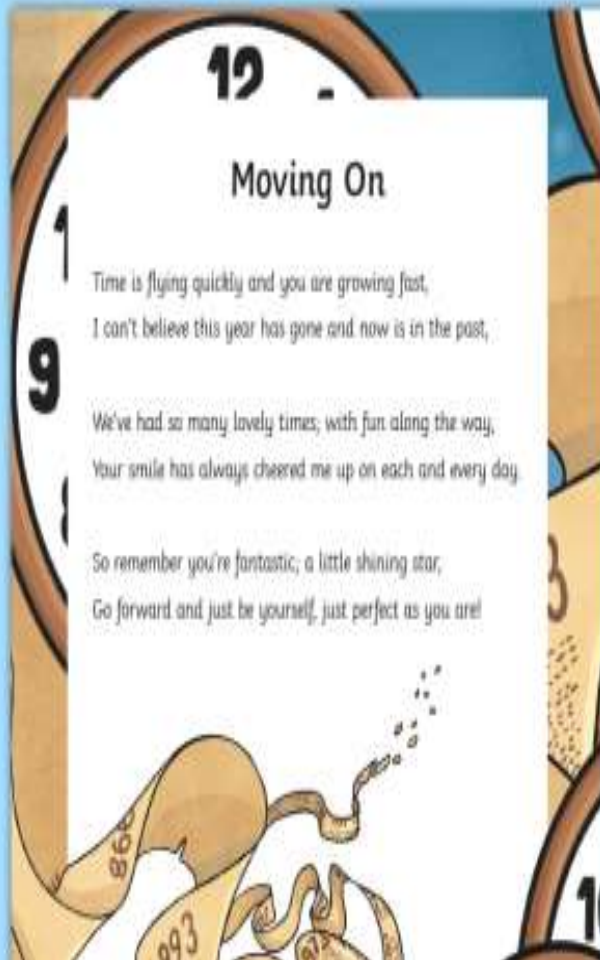 12
Moving On
Time is flying quickly and you are growing fast,
I can't believe this year has gone and now is in the past,
We've had so many lovely times; with fun along the way,
Your smile has always cheered me up on each and every day.
So remember you're fantastic; a little shining star,
Go forward and just be yourself, just perfect as you are!
9
993